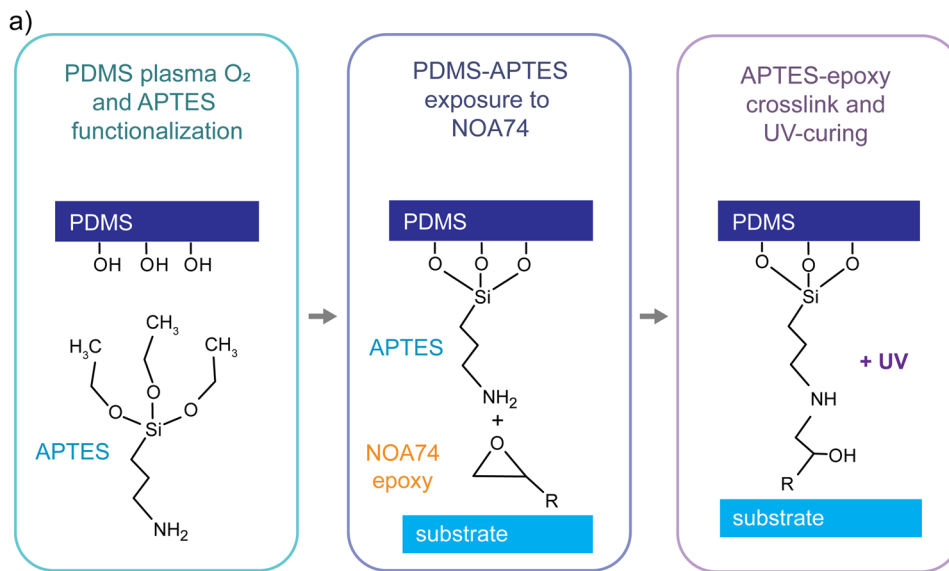 a)
PDMS plasma O₂
and APTES
functionalization
PDMS
OH OH OH
CH₃
H₃C
CH₃
O
O
O
Si
APTES
NH₂
PDMS-APTES
exposure to
NOA74
PDMS
O O O
Si
APTES
NH₂
+
O
NOA74
epoxy
R
substrate
APTES-epoxy
crosslink and
UV-curing
PDMS
O O O
Si
+ UV
NH
OH
R
substrate